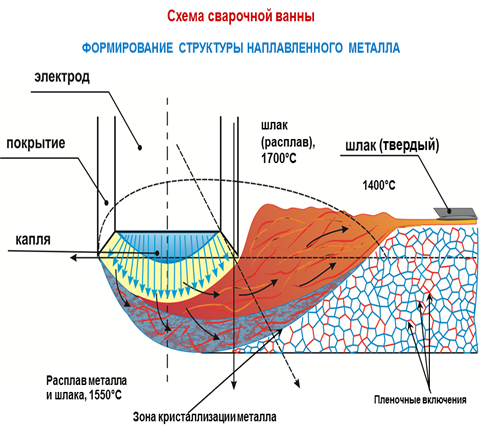 Схема сварочной ванны
ФОРМИРОВАНИЕ СТРУКТУРЫ НАПЛАВЛЕННОГО МЕТАЛЛА
электрод
покрытие
капля
шлак
(расплав),
1700°С
шлак (твердый)
1400°С
Расплав металла
и шлака, 1550°С
Зона кристаллизации металла
Пленочные включения